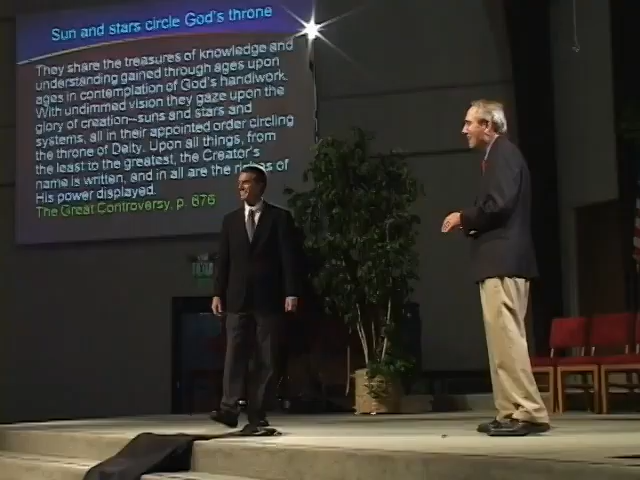 Sun and stars circle God's throne
They share the treasures of knowledge and
understanding gained through ages upon
ages in contemplation of God's handiwork.
With undimmed vision they gaze upon the
glory of creation—suns and stars and
systems, all in their appointed order circling
the throne of Deity. Upon all things, from
the least to the greatest, the Creator's
name is written, and in all are the riches of
His power displayed.
The Great Controversy, p. 676
EXIT